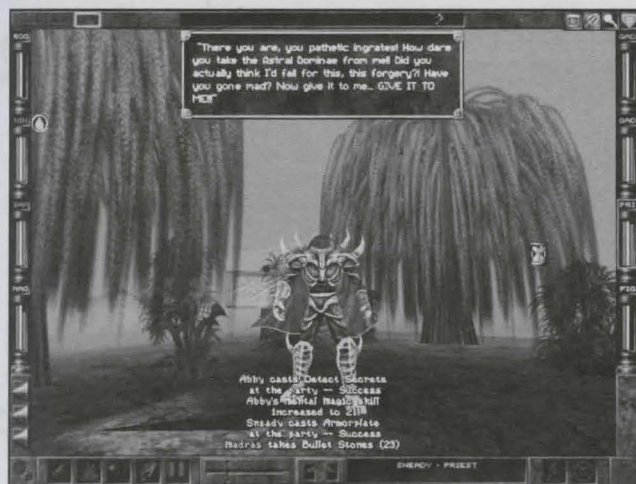 "There you are, you pathetic ingrates! How dare
you take the Astral Dominae from me!! Did you
actually think I'd fall for this, this forgery?! Have
you gone mad? Now give it to me... GIVE IT TO
ME!!"
Abby casts Detect Secrets
at the party -- Success
Abby's Mental Magic skill
increased to 21!
Sneady casts Armorplate
at the party -- Success
Madras takes Bullet Stones (23)
SNEADY - PRIEST